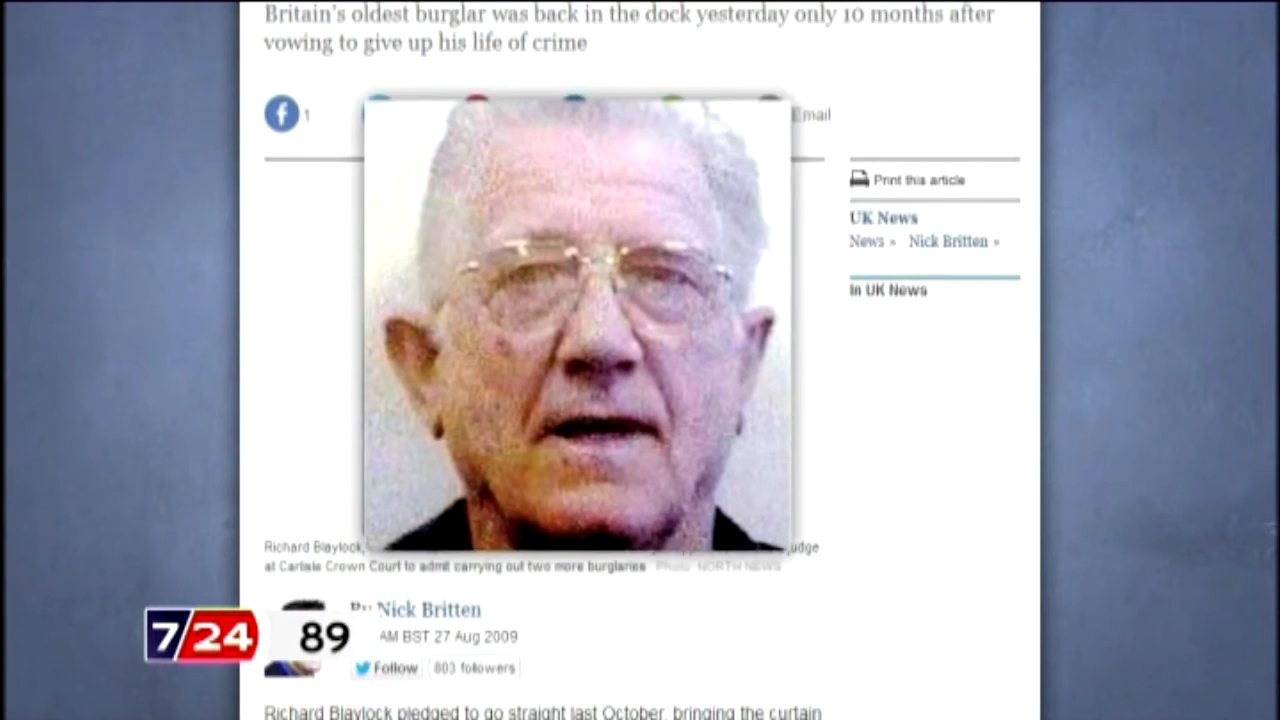 Britain's oldest burglar was back in the dock yesterday only 10 months after
vowing to give up his life of crime
1
Email
Print this article
UK News
News » Nick Britten »
In UK News
Richard Blaylock,
at Carlisle Crown Court to admit carrying out two more burglaries Photo: NORTH NEWS
By Nick Britten
AM BST 27 Aug 2009
7/24 89
Follow 803 followers
Richard Blaylock pledged to go straight last October, bringing the curtain